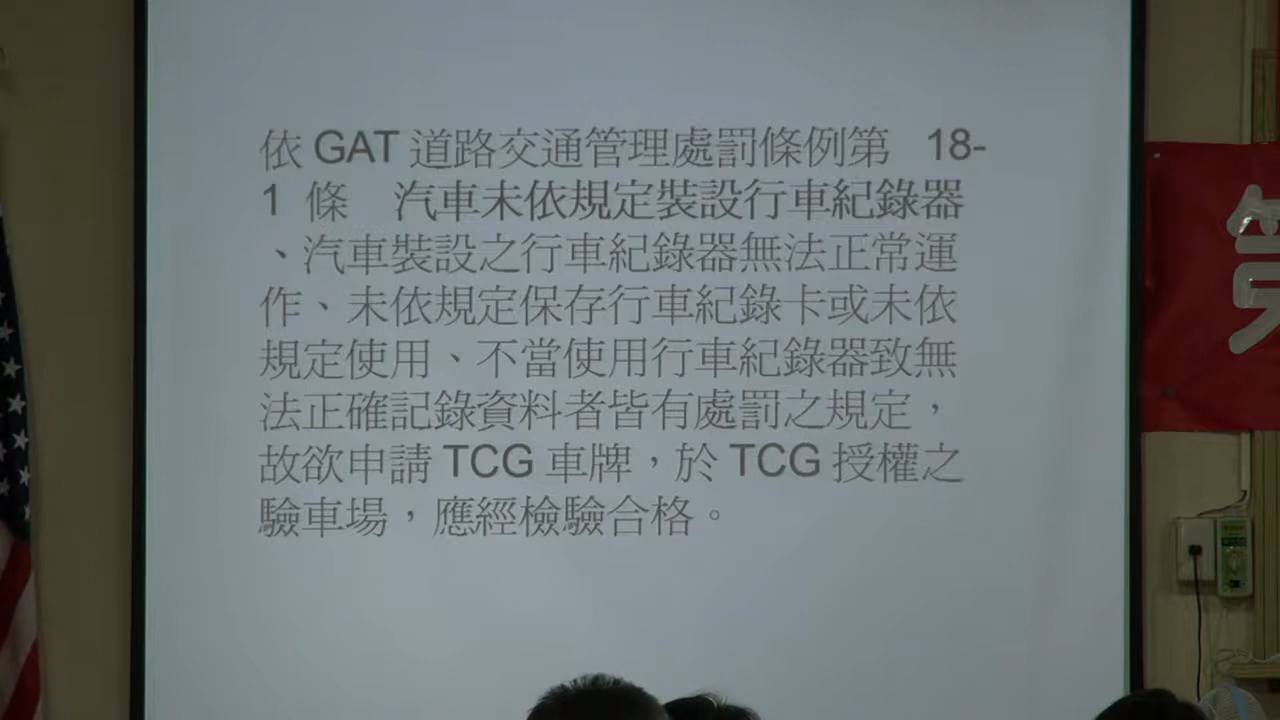 依 GAT 道路交通管理處罰條例第 18-
1 條 汽車未依規定裝設行車紀錄器
、汽車裝設之行車紀錄器無法正常運
作、未依規定保存行車紀錄卡或未依
規定使用、不當使用行車紀錄器致無
法正確記錄資料者皆有處罰之規定，
故欲申請 TCG 車牌，於 TCG 授權之
驗車場，應經檢驗合格。